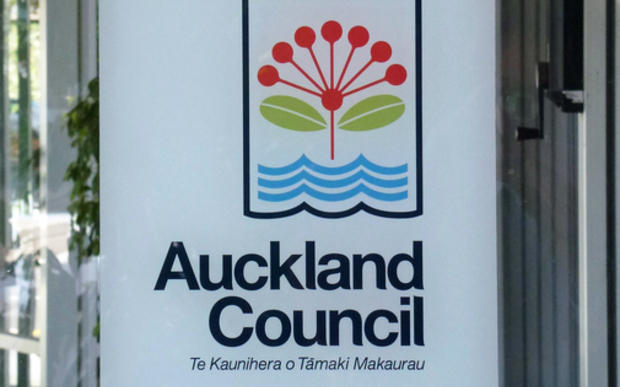 Auckland
Council
Te Kaunihera o Tāmaki Makaurau